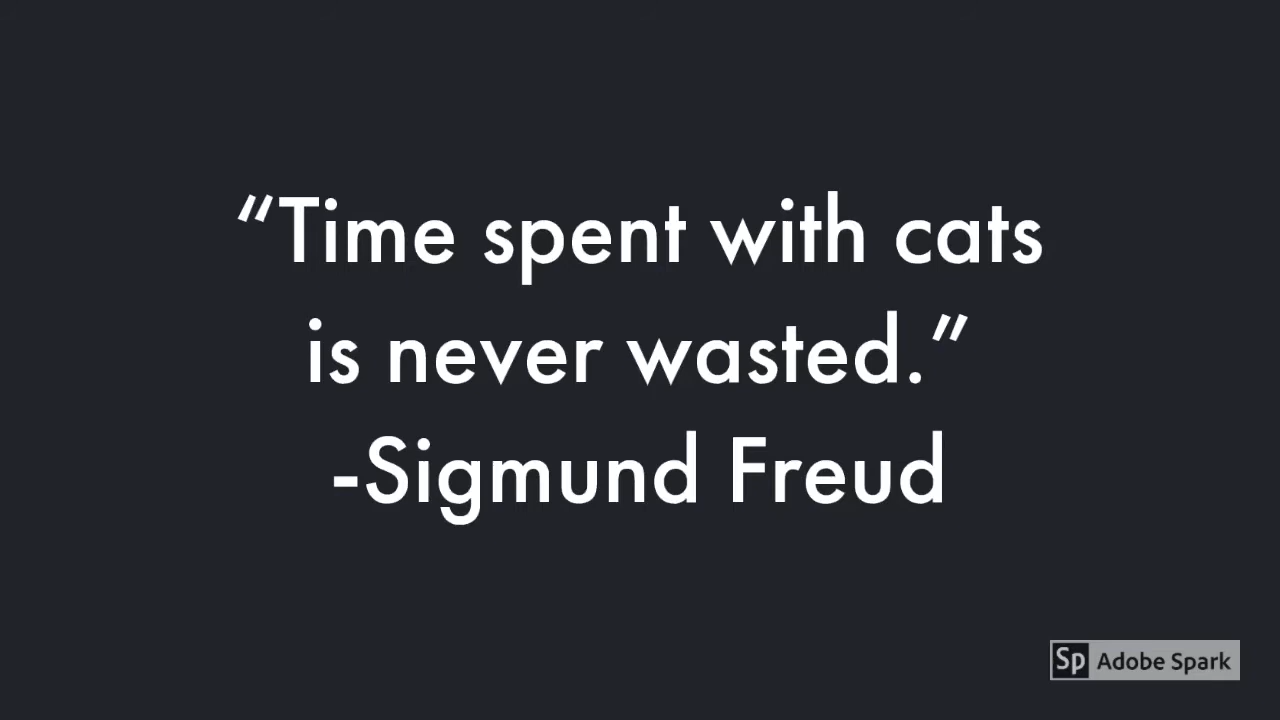 “Time spent with cats
is never wasted.”
-Sigmund Freud
Sp Adobe Spark